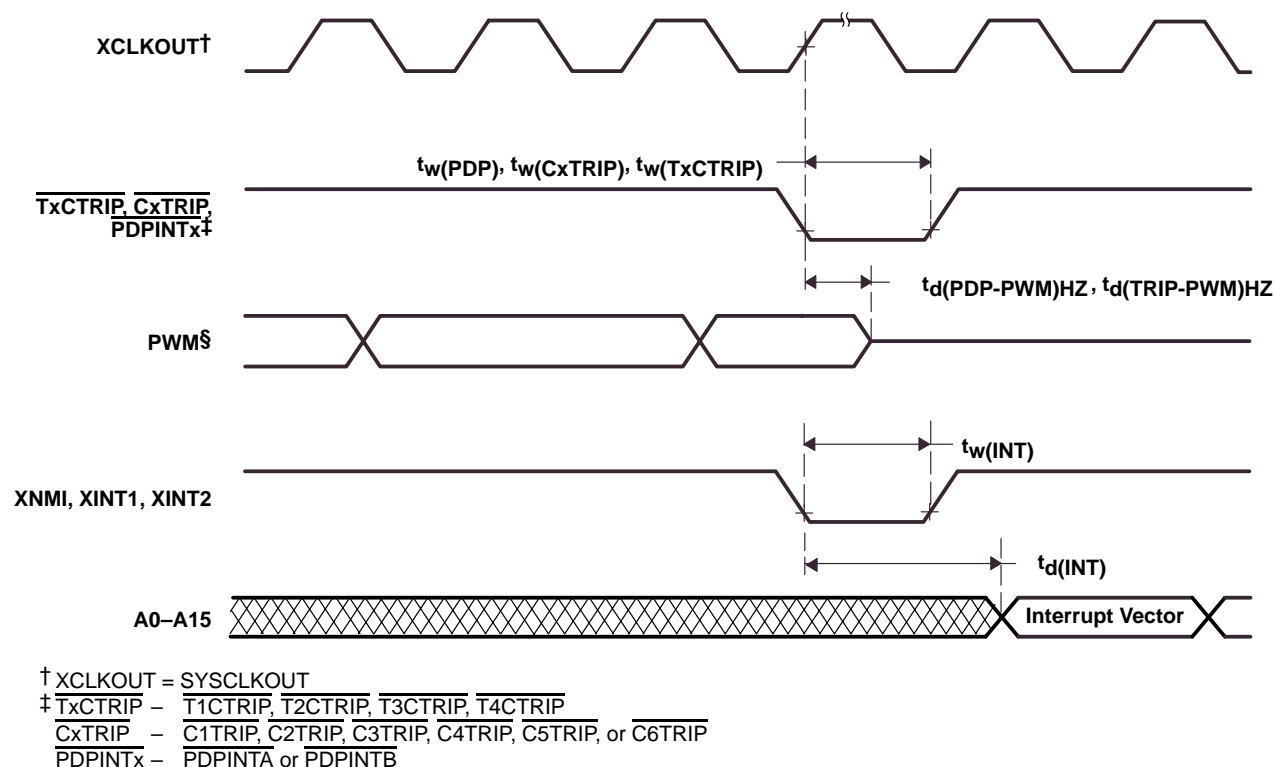 XCLKOUT†
tw(PDP), tw(CxTRIP), tw(TxCTRIP)
TxCTRIP, CxTRIP,
PDPINTx‡
td(PDP-PWM)HZ, td(TRIP-PWM)HZ
PWM§
tw(INT)
XNMI, XINT1, XINT2
td(INT)
A0–A15
Interrupt Vector
† XCLKOUT = SYSCLKOUT
‡ TxCTRIP – T1CTRIP, T2CTRIP, T3CTRIP, T4CTRIP
CxTRIP – C1TRIP, C2TRIP, C3TRIP, C4TRIP, C5TRIP, or C6TRIP
PDPINTx – PDPINTA or PDPINTB